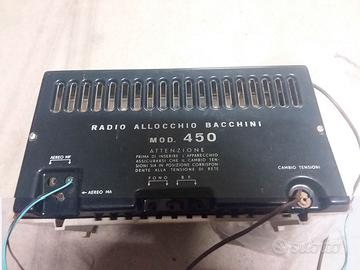 RADIO ALLOCCHIO BACCHINI
MOD. 450
ATTENZIONE
PRIMA DI INSERIRE L'APPARECCHIO
ASSICURARSI CHE IL CAMBIO TEN-
SIONI SIA IN POSIZIONE CORRISPON-
DENTE ALLA TENSIONE DI RETE
AEREO MF
FONO B F
CAMBIO TENSIONI
AEREO MA
subito